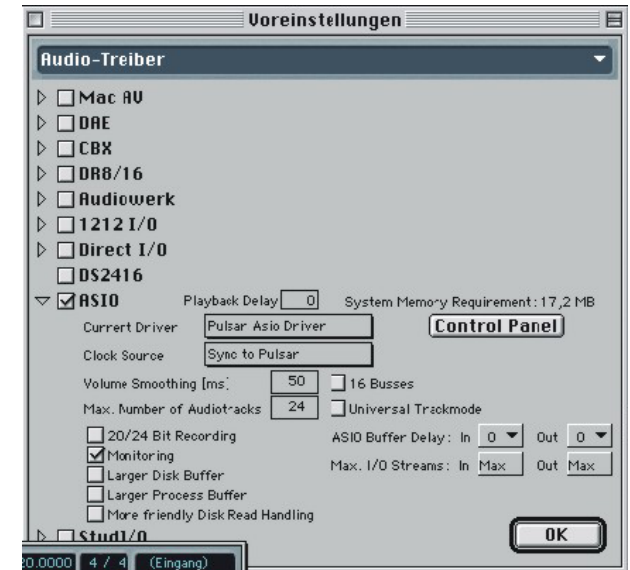 Voreinstellungen
Audio-Treiber
Mac AV
DAE
CBX
DR8/16
Audiowerk
1212 I/O
Direct I/O
DS2416
ASIO Playback Delay 0 System Memory Requirement: 17,2 MB
Current Driver Pulsar Asio Driver Control Panel
Clock Source Sync to Pulsar
Volume Smoothing [ms] 50 16 Busses
Max. Number of Audiotracks 24 Universal Trackmode
20/24 Bit Recording ASIO Buffer Delay: In 0 Out 0
Monitoring
Max. I/O Streams: In Max Out Max
Larger Disk Buffer
Larger Process Buffer
More friendly Disk Read Handling
StudI/O
OK
20.0000 4 / 4 (Eingang)